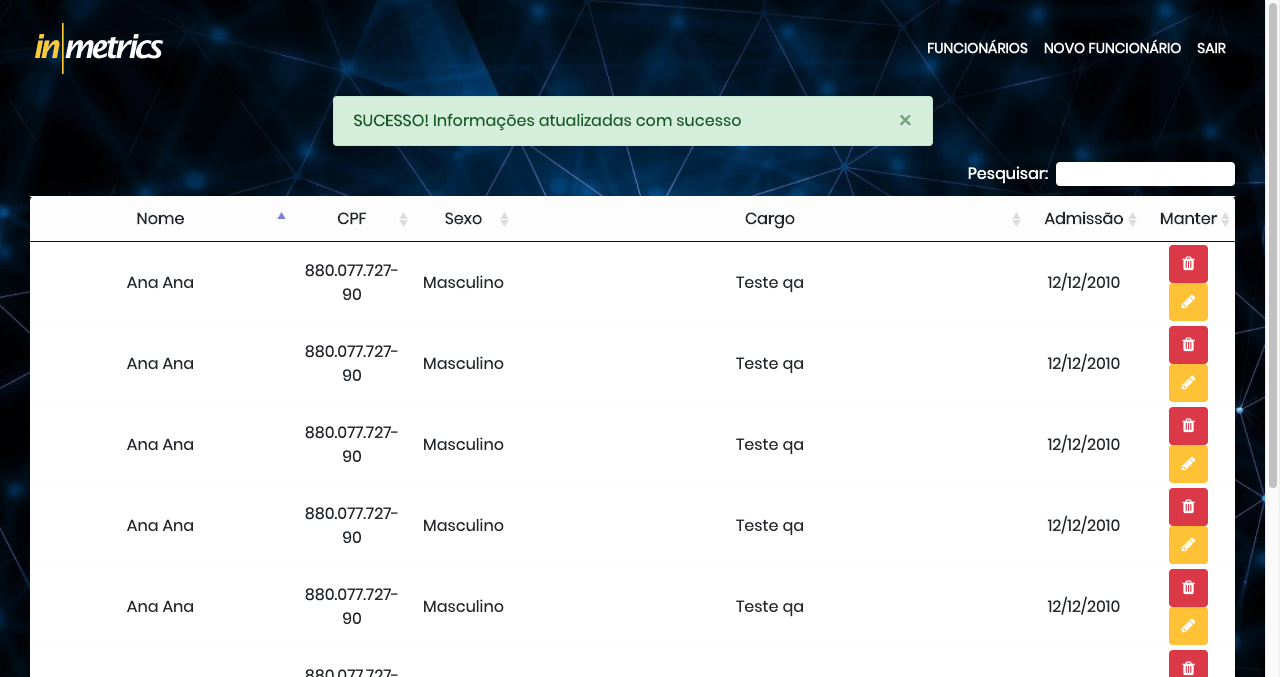 in metrics
FUNCIONÁRIOS NOVO FUNCIONÁRIO SAIR
SUCESSO! Informações atualizadas com sucesso ×
Pesquisar:
Nome CPF Sexo Cargo Admissão Manter
Ana Ana 880.077.727-90 Masculino Teste qa 12/12/2010
Ana Ana 880.077.727-90 Masculino Teste qa 12/12/2010
Ana Ana 880.077.727-90 Masculino Teste qa 12/12/2010
Ana Ana 880.077.727-90 Masculino Teste qa 12/12/2010
Ana Ana 880.077.727-90 Masculino Teste qa 12/12/2010
880.077.727-